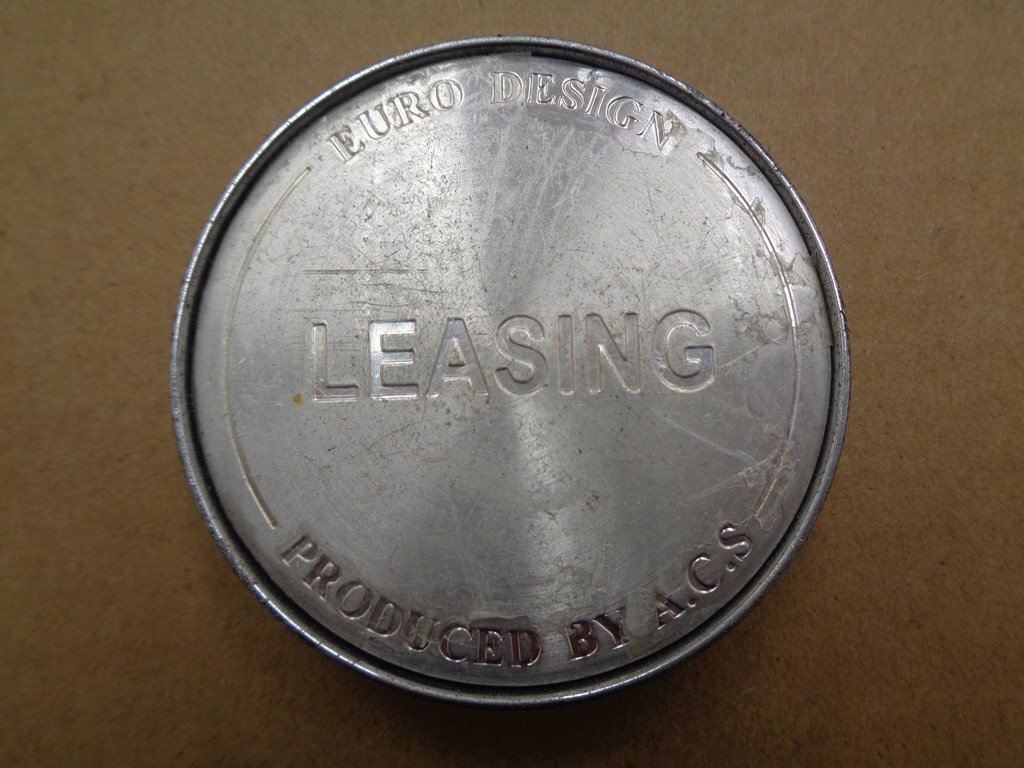 EURO DESIGN
LEASING
PRODUCED BY A.C.S